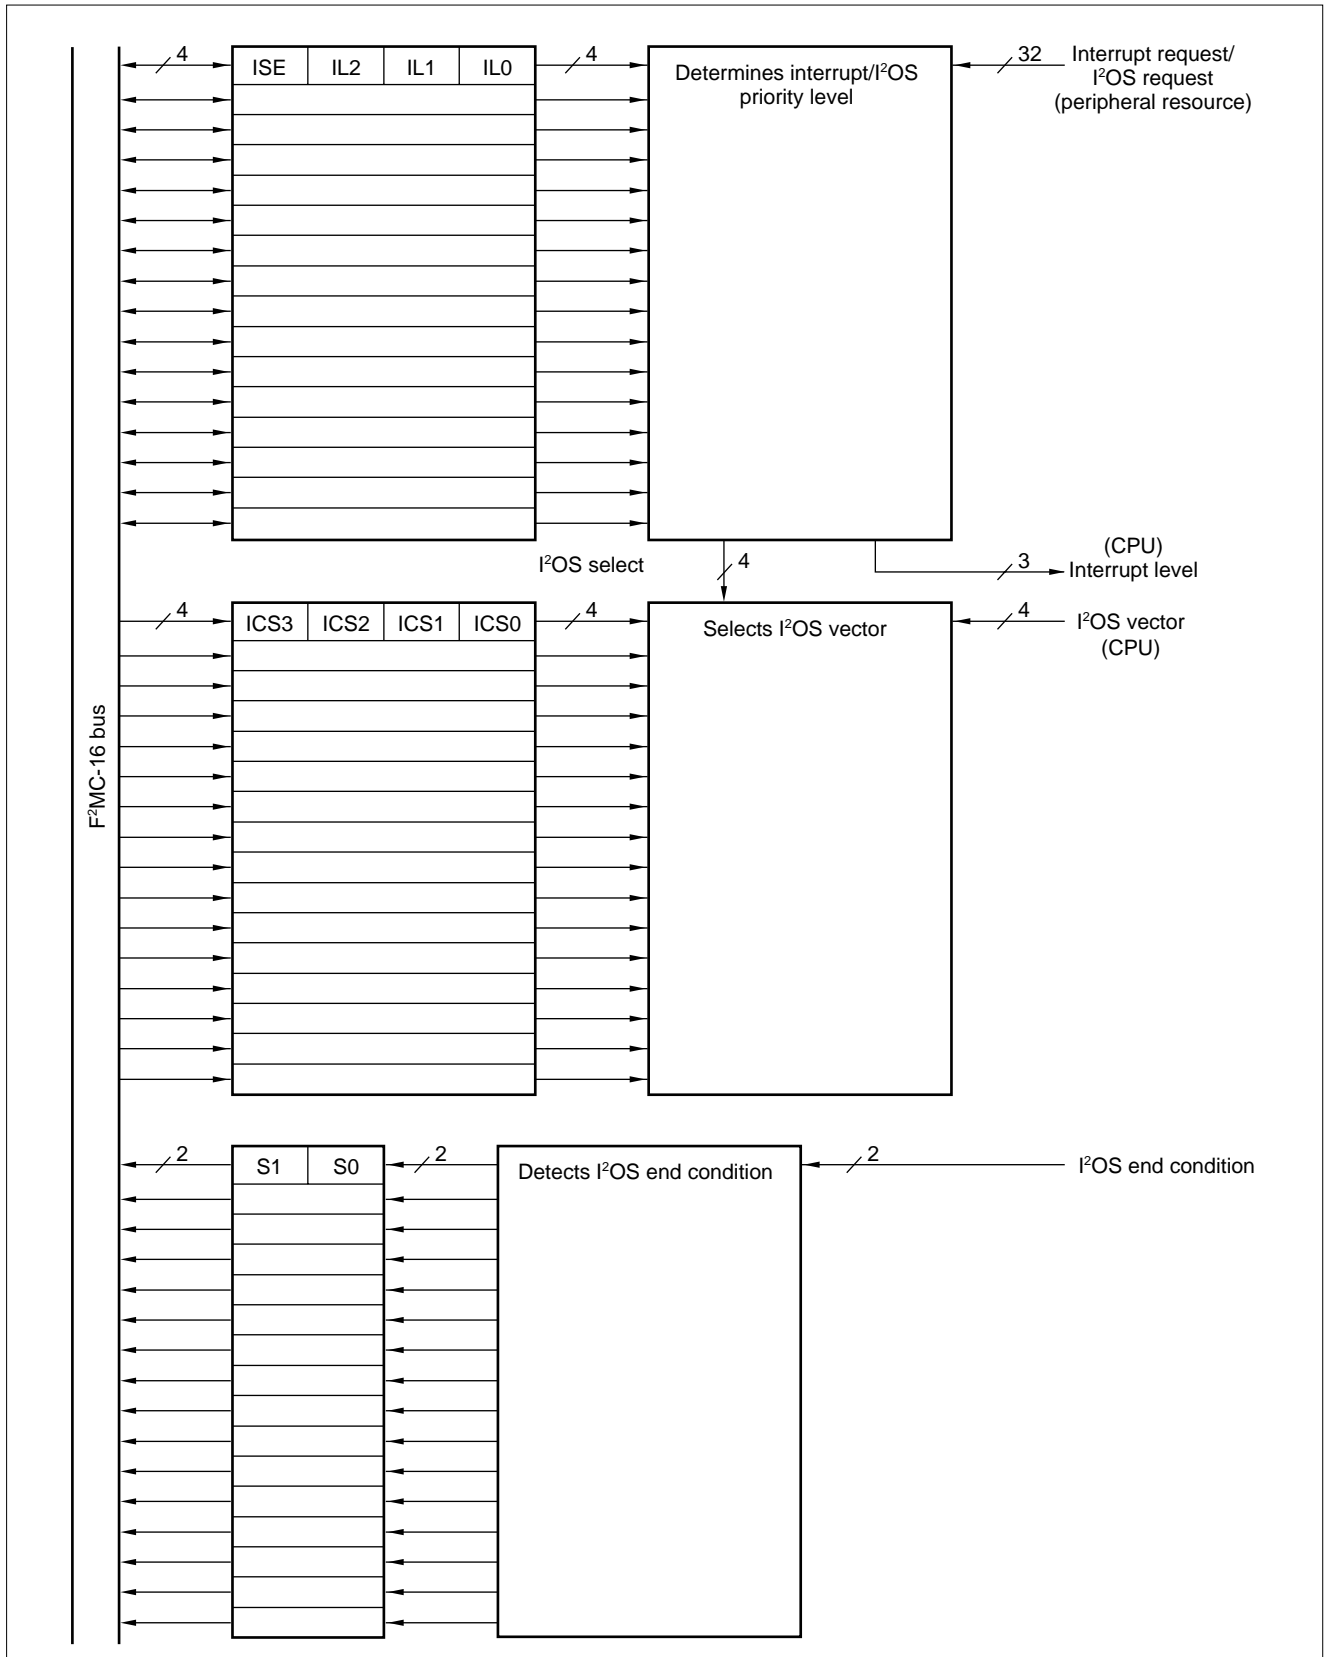 4
ISE IL2 IL1 IL0
4
Determines interrupt/I²OS
priority level
32
Interrupt request/
I²OS request
(peripheral resource)
I²OS select
4
3
(CPU)
Interrupt level
4
ICS3 ICS2 ICS1 ICS0
4
Selects I²OS vector
4
I²OS vector
(CPU)
F²MC-16 bus
2
S1 S0
2
Detects I²OS end condition
2
I²OS end condition